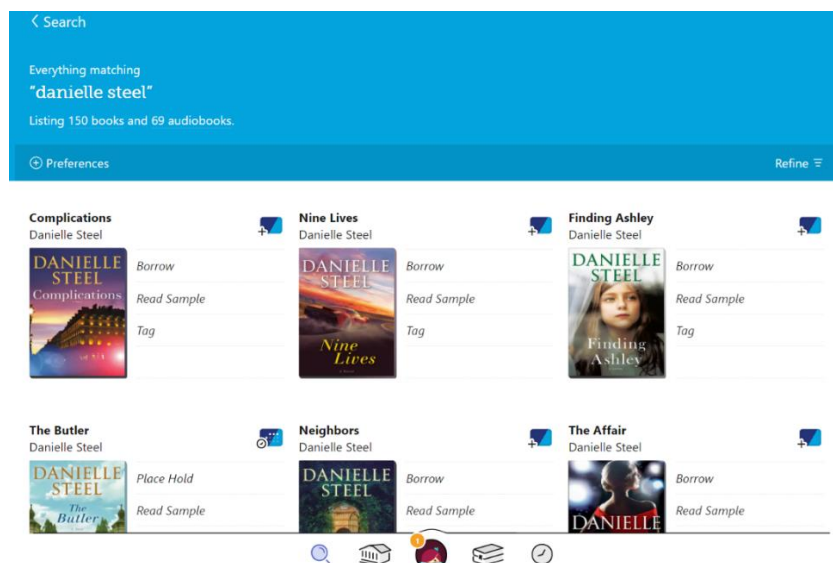 Search
Everything matching
"danielle steel"
Listing 150 books and 69 audiobooks.
Preferences
Refine
Complications
Danielle Steel
DANIELLE
STEEL
Complications
Borrow
Read Sample
Tag
Nine Lives
Danielle Steel
DANIELLE
STEEL
Nine
Lives
Borrow
Read Sample
Tag
Finding Ashley
Danielle Steel
DANIELLE
STEEL
Finding
Ashley
Borrow
Read Sample
Tag
The Butler
Danielle Steel
DANIELLE
STEEL
The
Butler
Place Hold
Read Sample
Neighbors
Danielle Steel
DANIELLE
STEEL
Borrow
Read Sample
The Affair
Danielle Steel
DANIELLE
Borrow
Read Sample
1